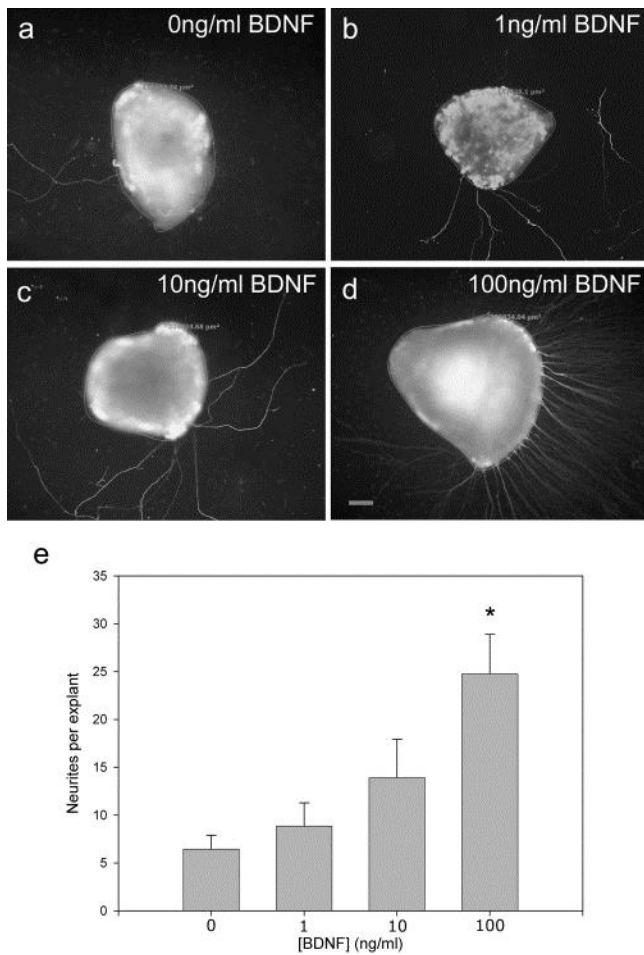 a
0ng/ml BDNF
b
1ng/ml BDNF
c
10ng/ml BDNF
d
100ng/ml BDNF
e
35
30
25
20
15
10
5
0
Neurites per explant
*
0
1
10
100
[BDNF] (ng/ml)